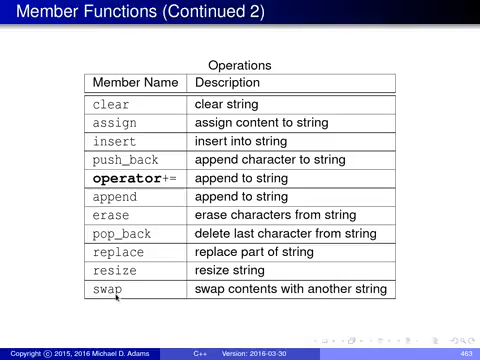 Member Functions (Continued 2)
Operations
Member Name Description
clear clear string
assign assign content to string
insert insert into string
push_back append character to string
operator+= append to string
append append to string
erase erase characters from string
pop_back delete last character from string
replace replace part of string
resize resize string
swap swap contents with another string
Copyright © 2015, 2016 Michael D. Adams C++ Version: 2016-03-30 463